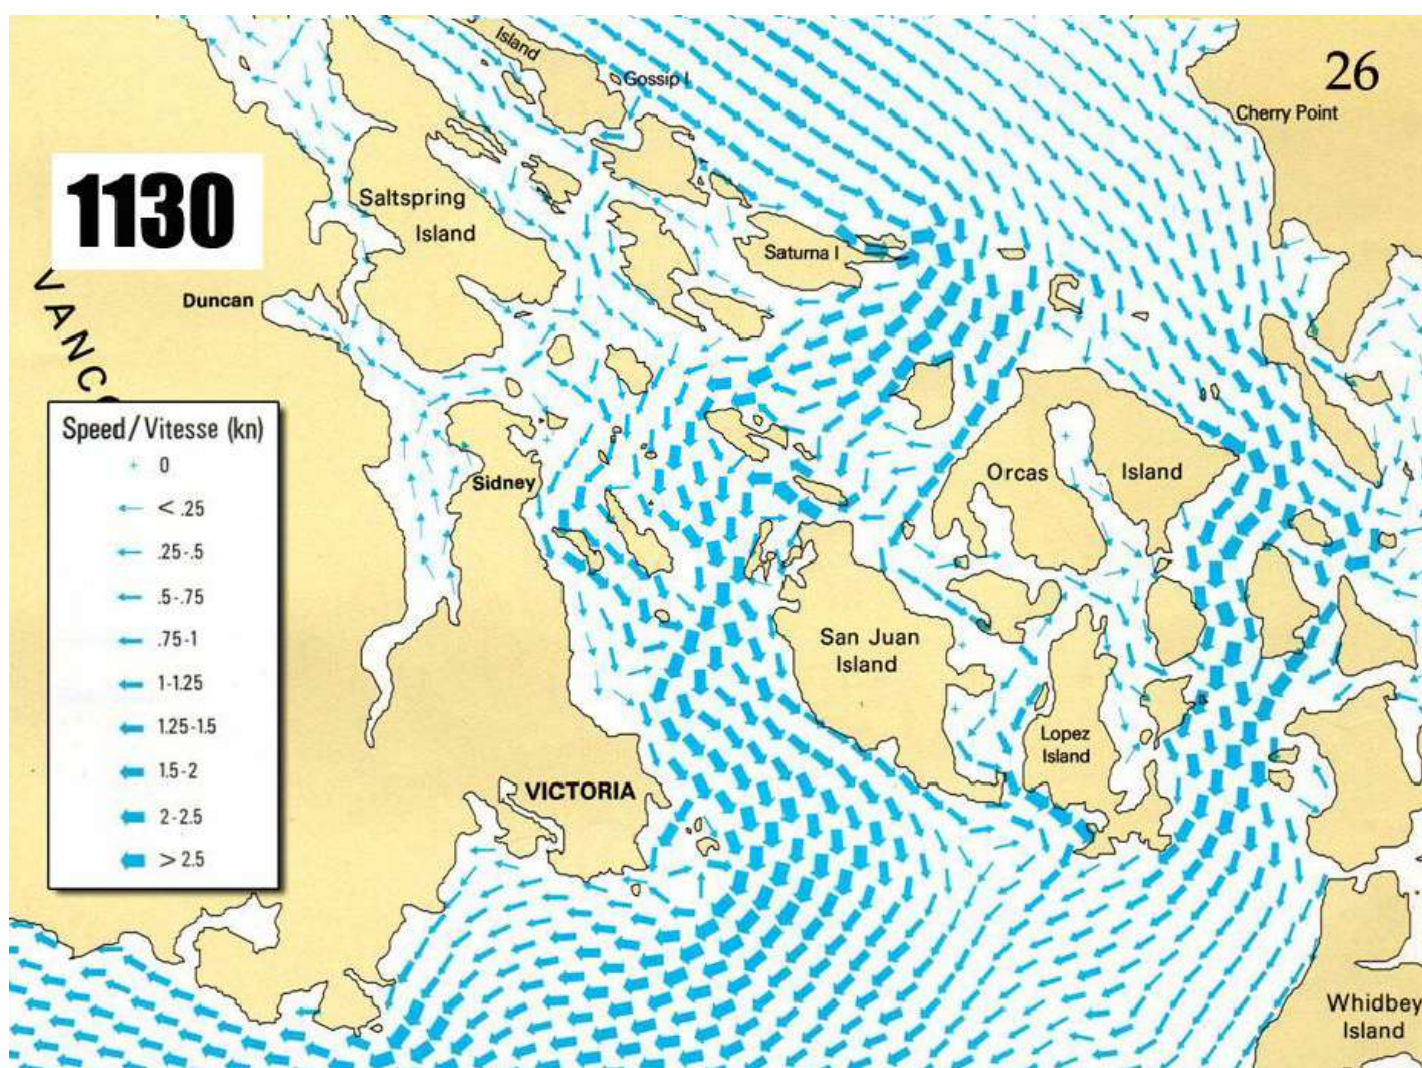 Island
Gossip I
26
Cherry Point
1130
Saltspring
Island
Saturna I
Duncan
VANC
Speed/Vitesse (kn)
+ 0
< .25
.25-.5
.5-.75
.75-1
1-1.25
1.25-1.5
1.5-2
2-2.5
> 2.5
Sidney
Orcas
Island
San Juan
Island
Lopez
Island
VICTORIA
Whidbey
Island